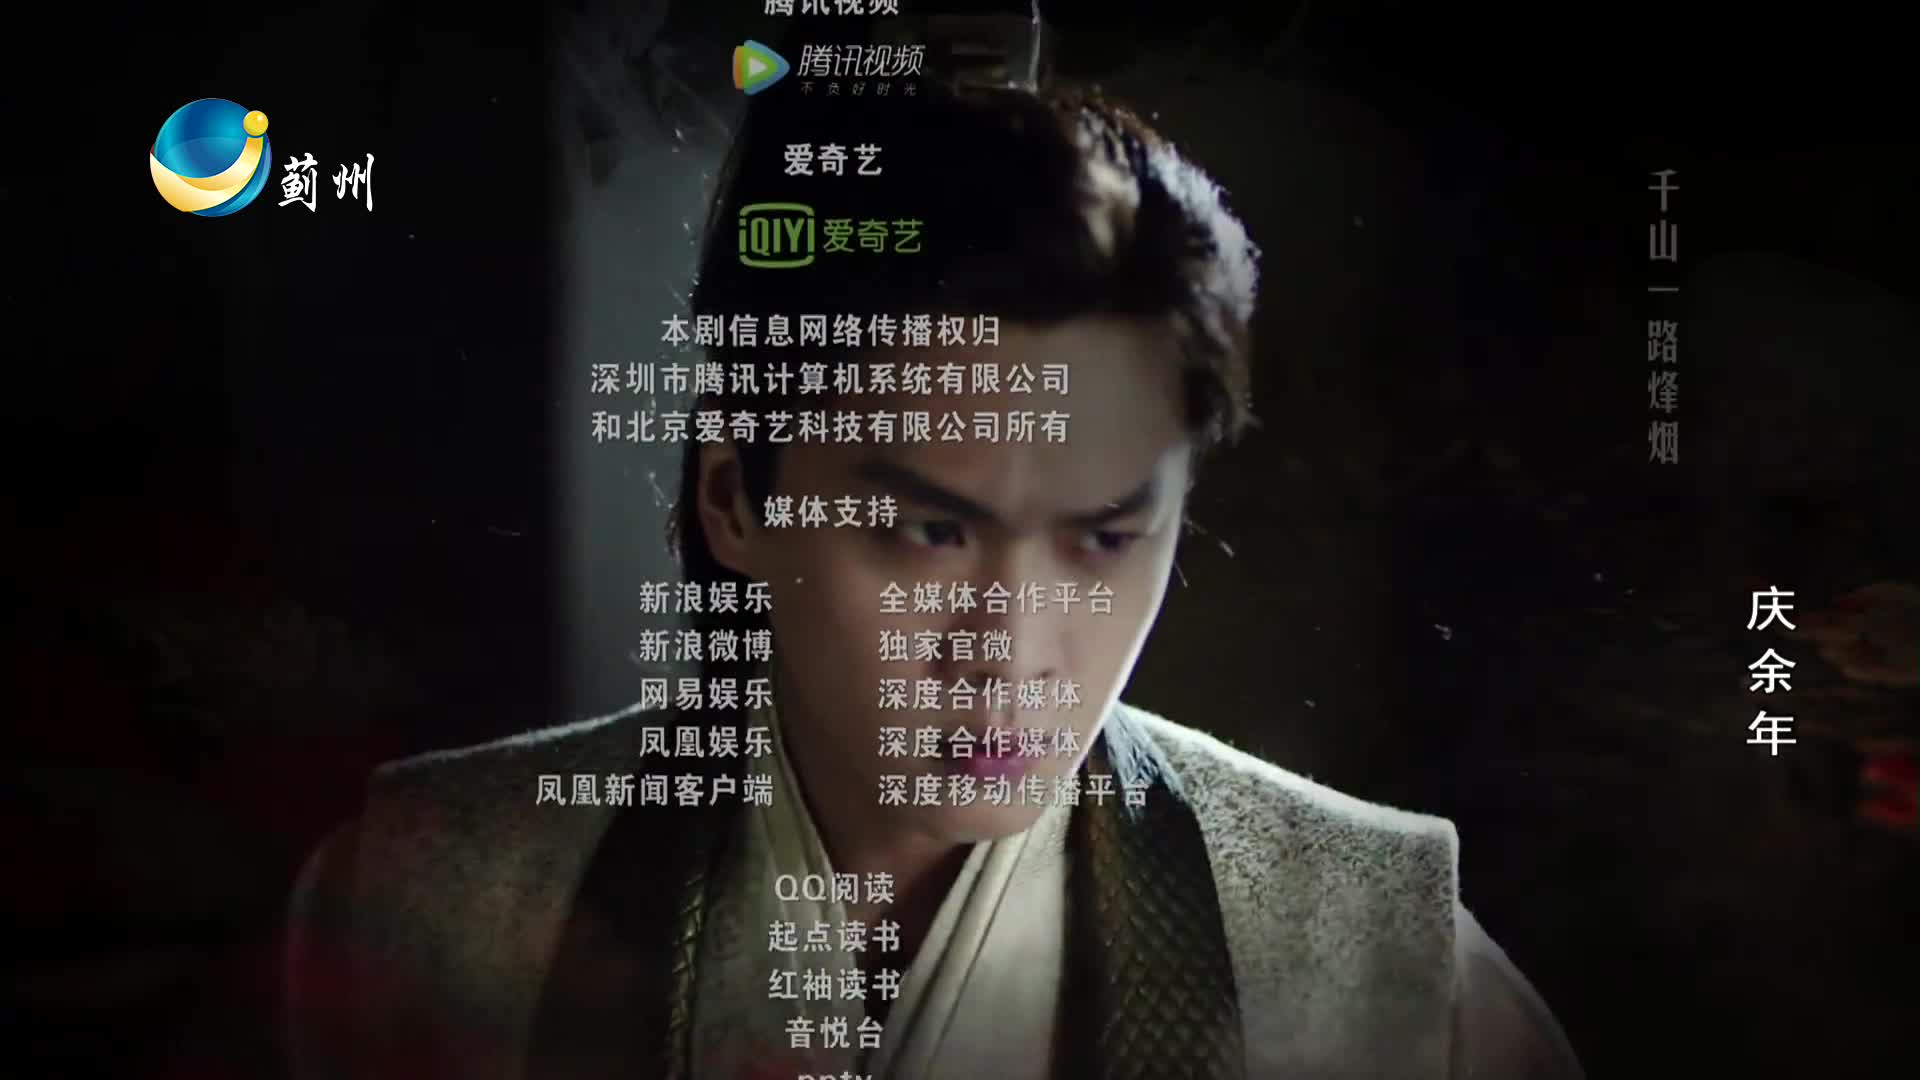 腾讯视频
腾讯视频
不负好时光
蓟州
爱奇艺
iQIYI 爱奇艺
本剧信息网络传播权归
深圳市腾讯计算机系统有限公司
和北京爱奇艺科技有限公司所有
媒体支持
新浪娱乐 全媒体合作平台
新浪微博 独家官微
网易娱乐 深度合作媒体
凤凰娱乐 深度合作媒体
凤凰新闻客户端 深度移动传播平台
QQ阅读
起点读书
红袖读书
音悦台
pptv
千山一路烽烟
庆余年